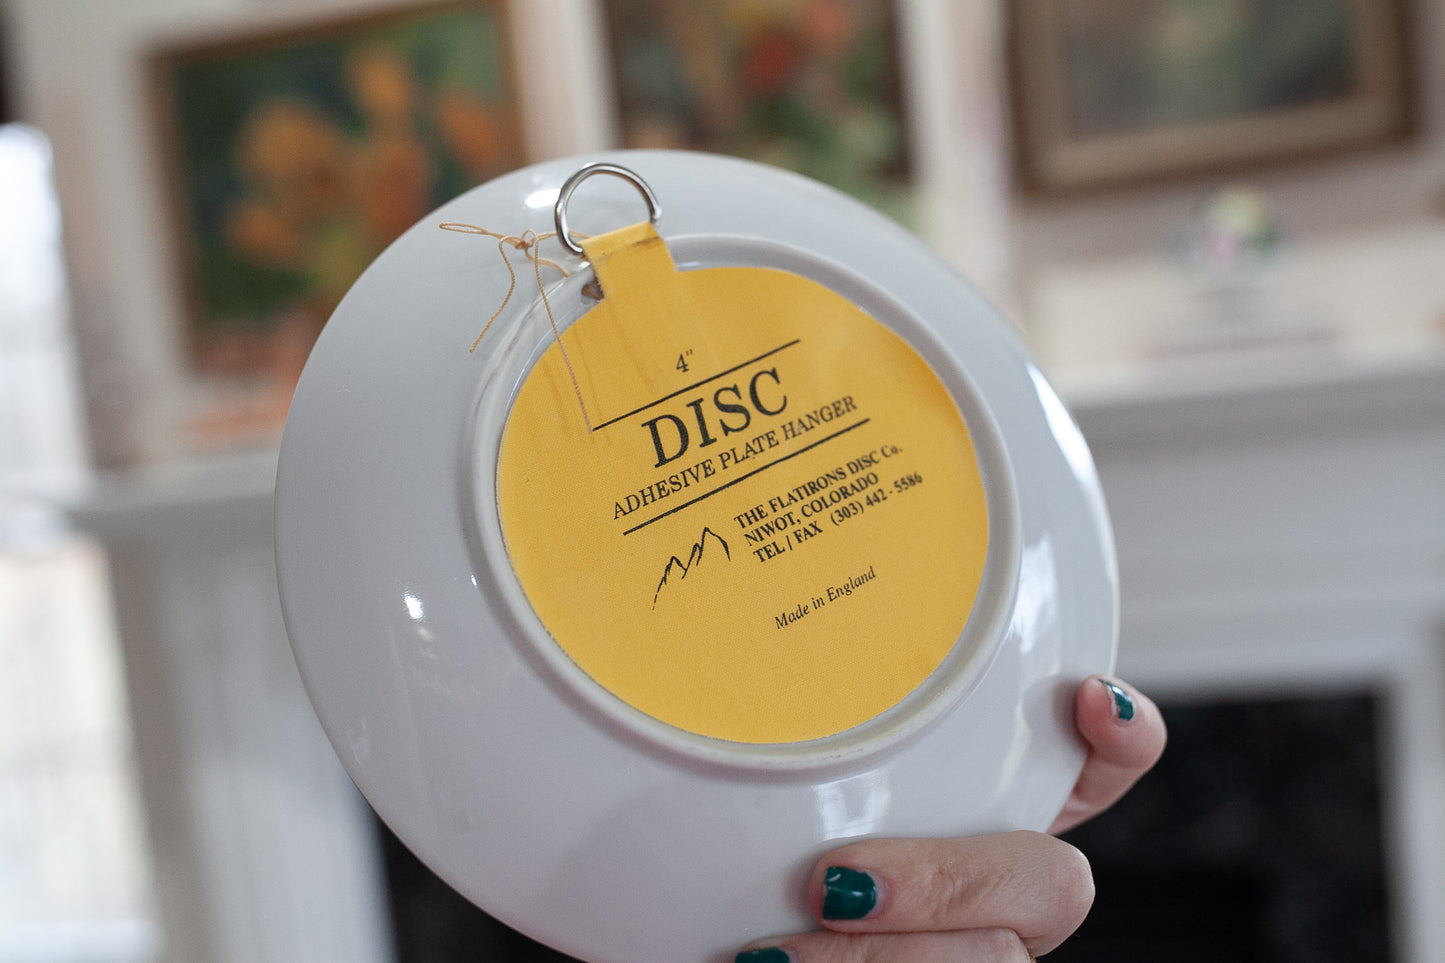 4"
DISC
ADHESIVE PLATE HANGER
THE FLATIRONS DISC Co.
NIWOT, COLORADO
TEL / FAX (303) 442 - 5586
Made in England